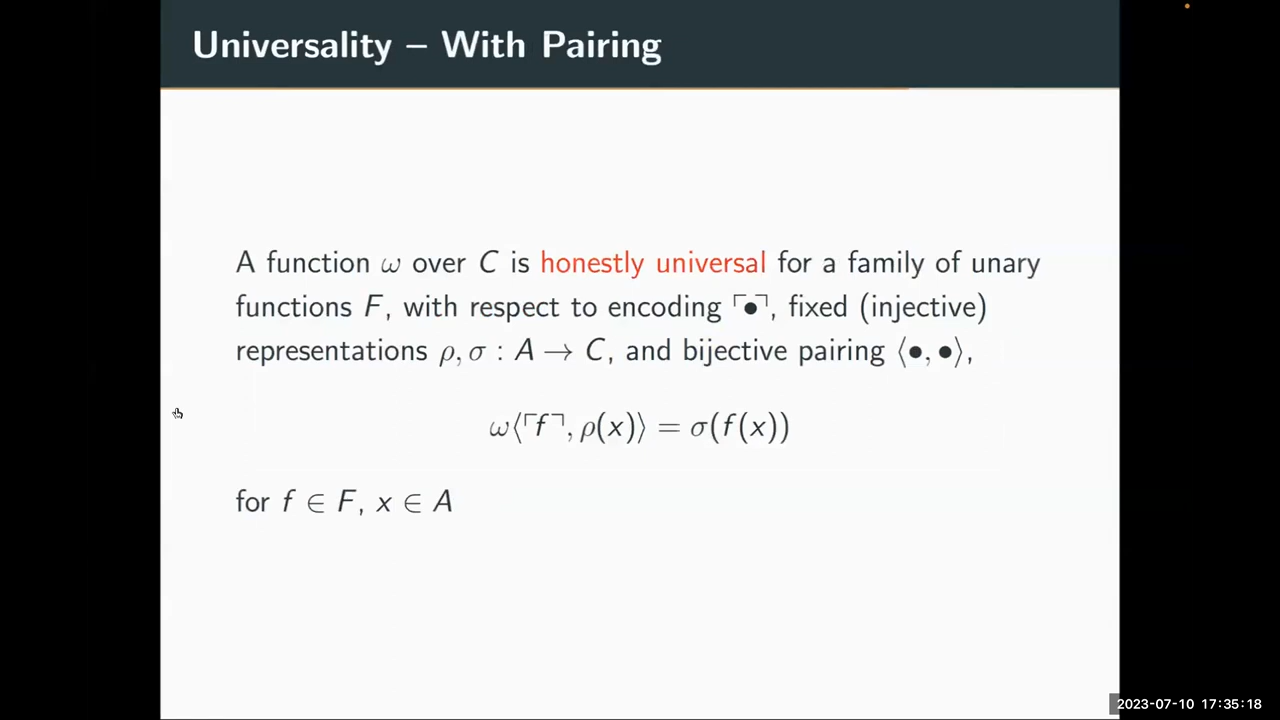 Universality – With Pairing
A function ω over C is honestly universal for a family of unary
functions F, with respect to encoding ⌜•⌝, fixed (injective)
representations ρ, σ : A → C, and bijective pairing ⟨•, •⟩,
ω⟨⌜f⌝, ρ(x)⟩ = σ(f(x))
for f ∈ F, x ∈ A
2023-07-10 17:35:18